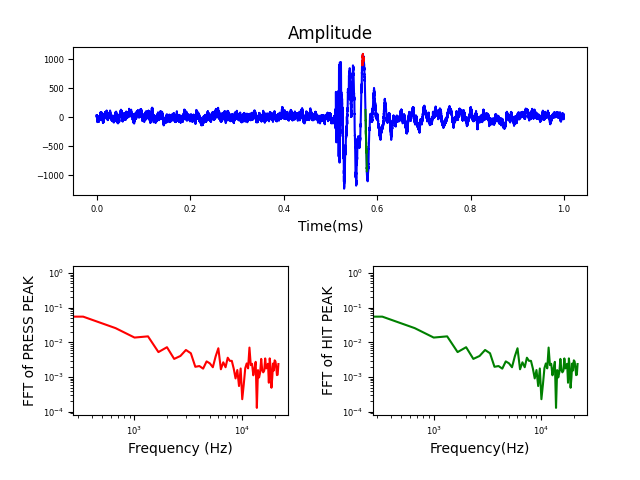 Amplitude
1000
500
0
−500
−1000
0.0 0.2 0.4 0.6 0.8 1.0
Time(ms)
FFT of PRESS PEAK
10⁰
10⁻¹
10⁻²
10⁻³
10⁻⁴
10³ 10⁴
Frequency (Hz)
FFT of HIT PEAK
10⁰
10⁻¹
10⁻²
10⁻³
10⁻⁴
10³ 10⁴
Frequency(Hz)